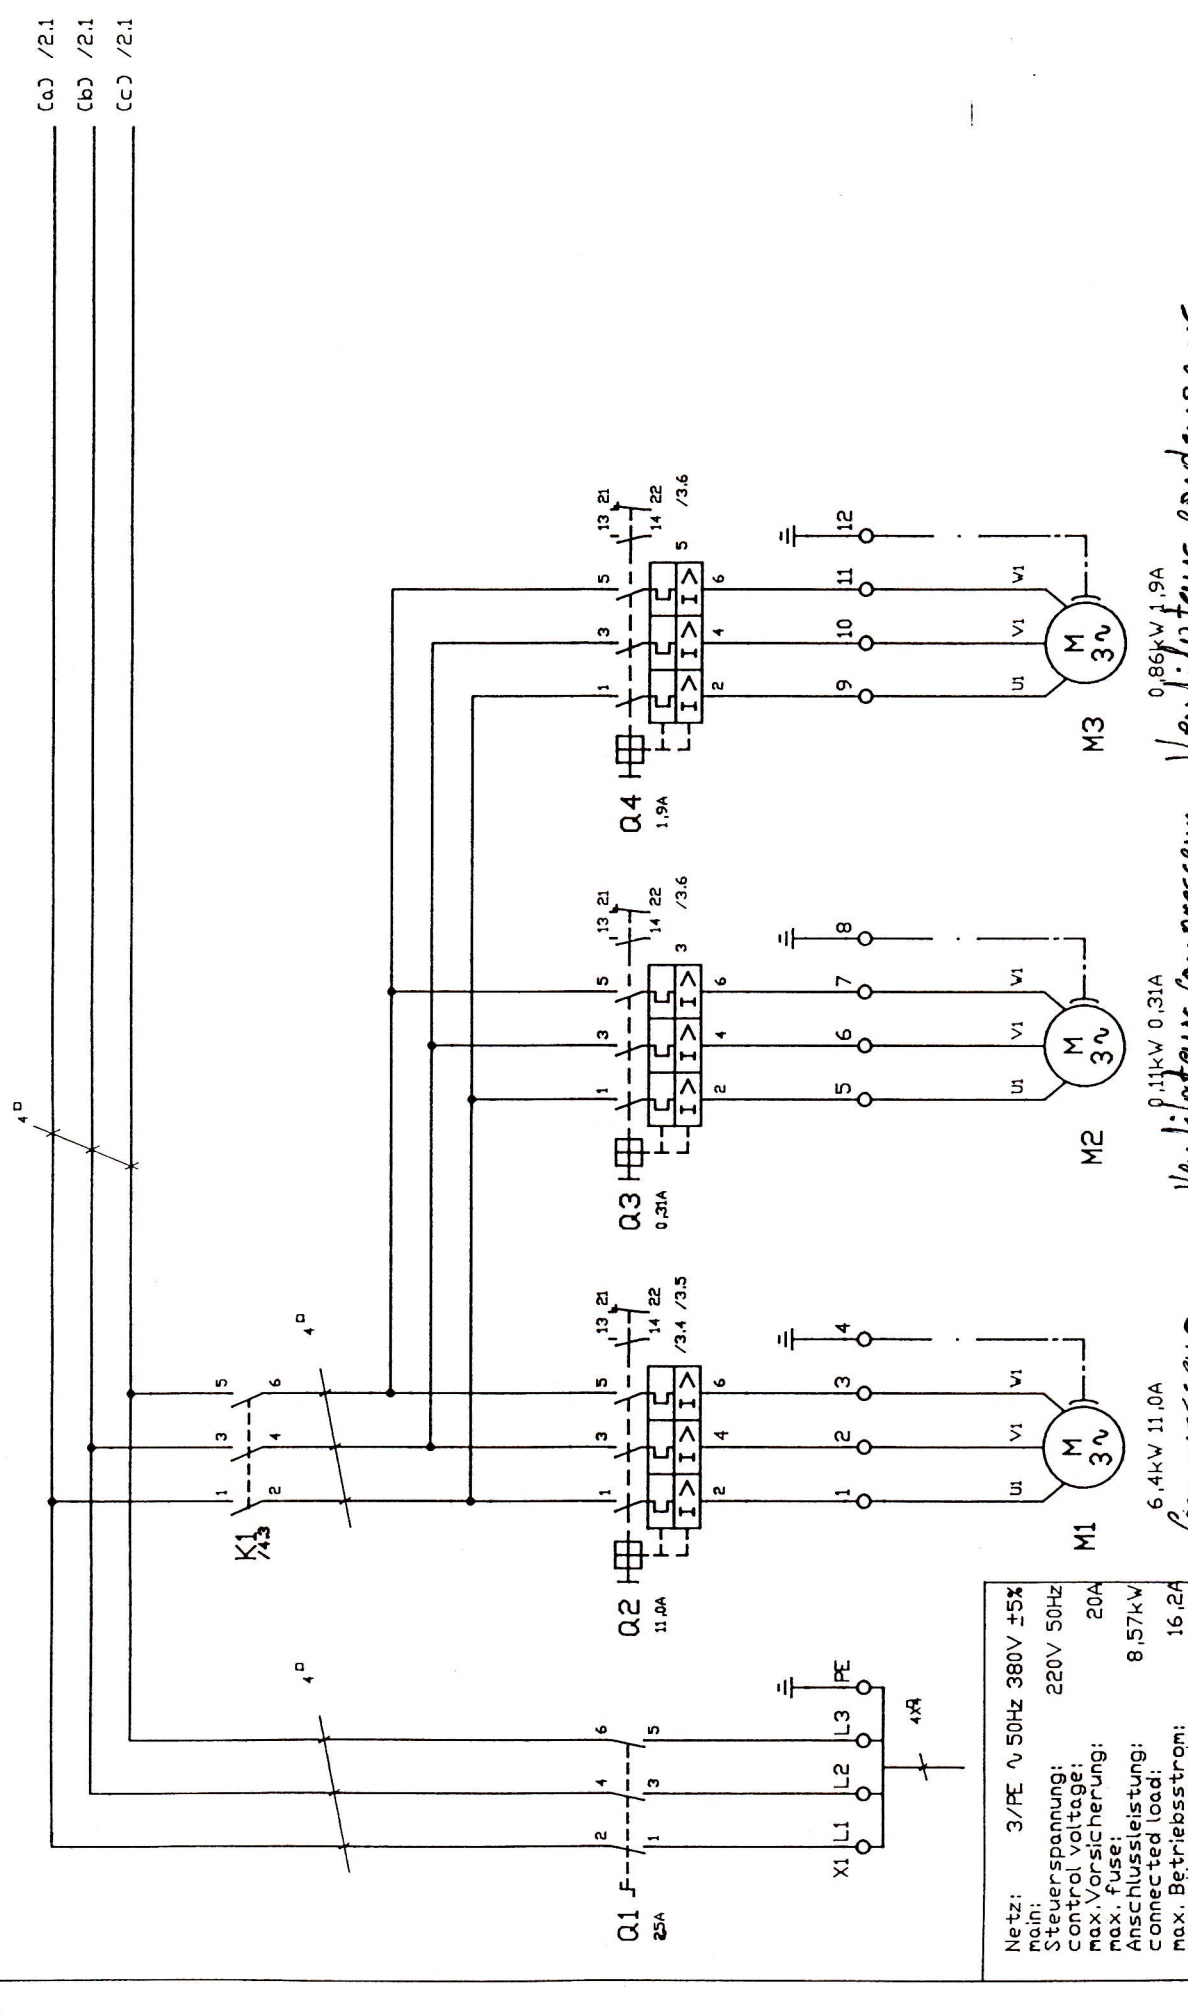 (a) /2.1
(b) /2.1
(c) /2.1
4
4
4
K1
/4.3
1 3 5
2 4 6
Q1
25A
2 4 6
1 3 5
Q2
11,0A
1 3 5 13 21
14 22
/3.4 /3.5
I> I> I>
2 4 6
Q3
0,31A
1 3 5 13 21
14 22
3 /3.6
I> I> I>
2 4 6
Q4
1,9A
1 3 5 13 21
14 22
5 /3.6
I> I> I>
2 4 6
X1 L1 L2 L3 PE
4x4
1 2 3 4
5 6 7 8
9 10 11 12
U1 V1 W1
U1 V1 W1
U1 V1 W1
M1
M
3~
6,4kW 11,0A
M2
M
3~
0,11kW 0,31A
M3
M
3~
0,86kW 1,9A
Netz: 3/PE ~ 50Hz 380V ±5%
main:
Steuerspannung: 220V 50Hz
control voltage:
max.Vorsicherung: 20A
max. fuse:
Anschlussleistung: 8,57kW
connected load:
max. Betriebsstrom: 16,2A